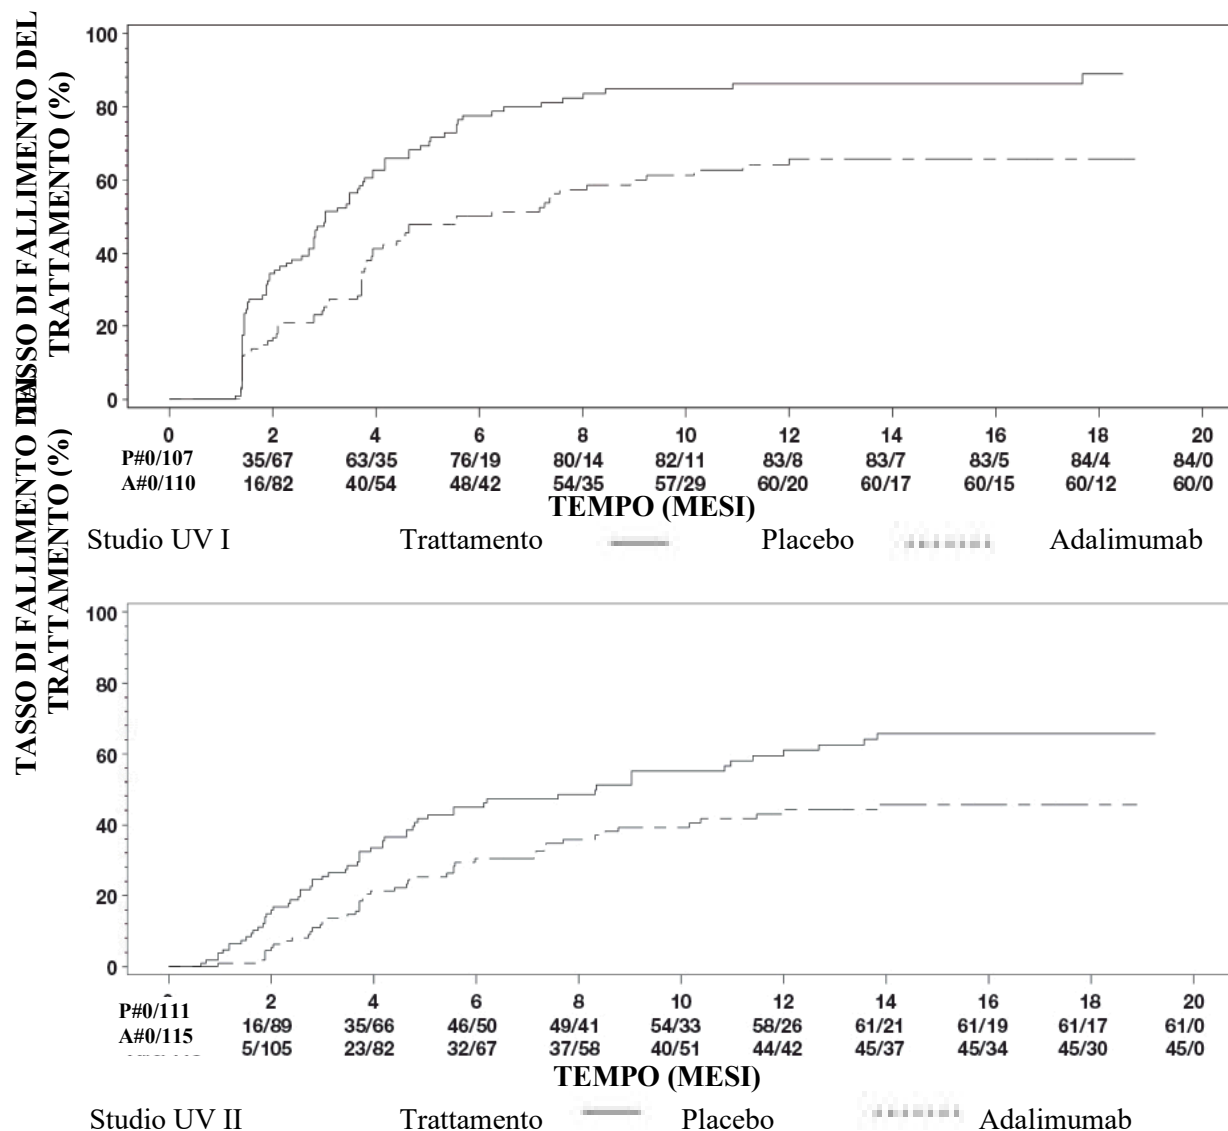 TASSO DI FALLIMENTO DEL
TRATTAMENTO (%)
100
80
60
40
20
0
0 2 4 6 8 10 12 14 16 18 20
P#0/107 35/67 63/35 76/19 80/14 82/11 83/8 83/7 83/5 84/4 84/0
A#0/110 16/82 40/54 48/42 54/35 57/29 60/20 60/17 60/15 60/12 60/0
TEMPO (MESI)
Studio UV I Trattamento Placebo Adalimumab
TASSO DI FALLIMENTO DEL
TRATTAMENTO (%)
100
80
60
40
20
0
2 4 6 8 10 12 14 16 18 20
P#0/111 16/89 35/66 46/50 49/41 54/33 58/26 61/21 61/19 61/17 61/0
A#0/115 5/105 23/82 32/67 37/58 40/51 44/42 45/37 45/34 45/30 45/0
TEMPO (MESI)
Studio UV II Trattamento Placebo Adalimumab